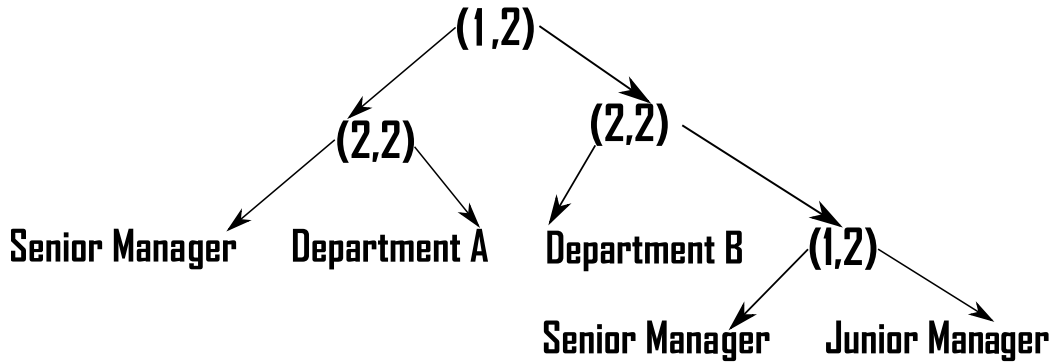 (1,2)
(2,2)
(2,2)
Senior Manager
Department A
Department B
(1,2)
Senior Manager
Junior Manager